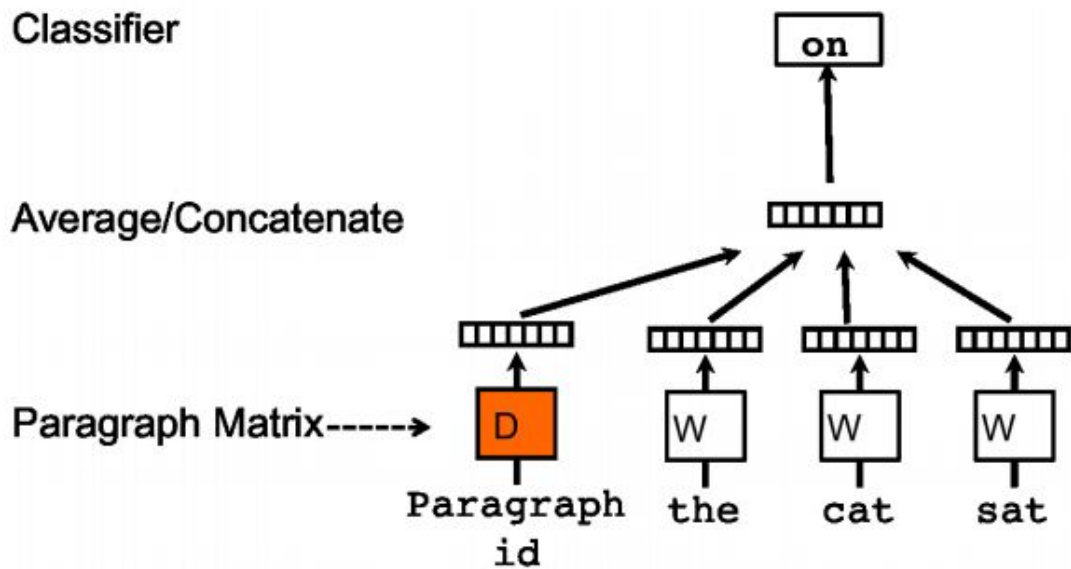 Classifier
on
Average/Concatenate
Paragraph Matrix
D
W
W
W
Paragraph
id
the
cat
sat